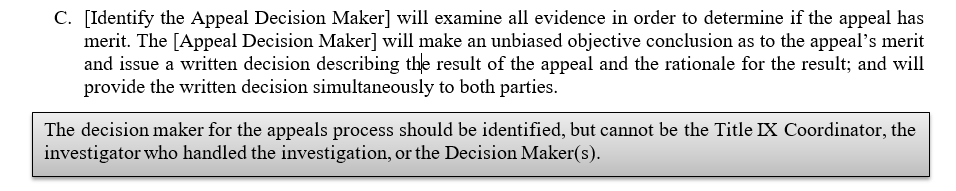 C. [Identify the Appeal Decision Maker] will examine all evidence in order to determine if the appeal has
merit. The [Appeal Decision Maker] will make an unbiased objective conclusion as to the appeal's merit
and issue a written decision describing the result of the appeal and the rationale for the result; and will
provide the written decision simultaneously to both parties.
The decision maker for the appeals process should be identified, but cannot be the Title IX Coordinator, the
investigator who handled the investigation, or the Decision Maker(s).